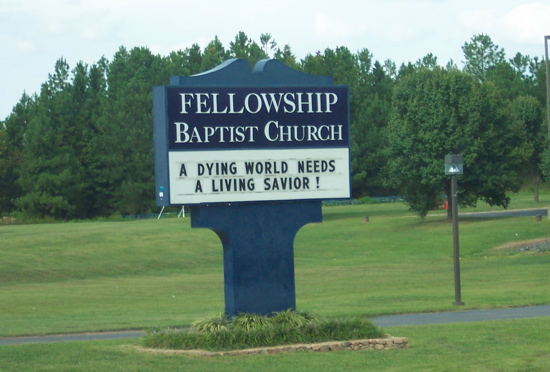 FELLOWSHIP
BAPTIST CHURCH
A DYING WORLD NEEDS
A LIVING SAVIOR!